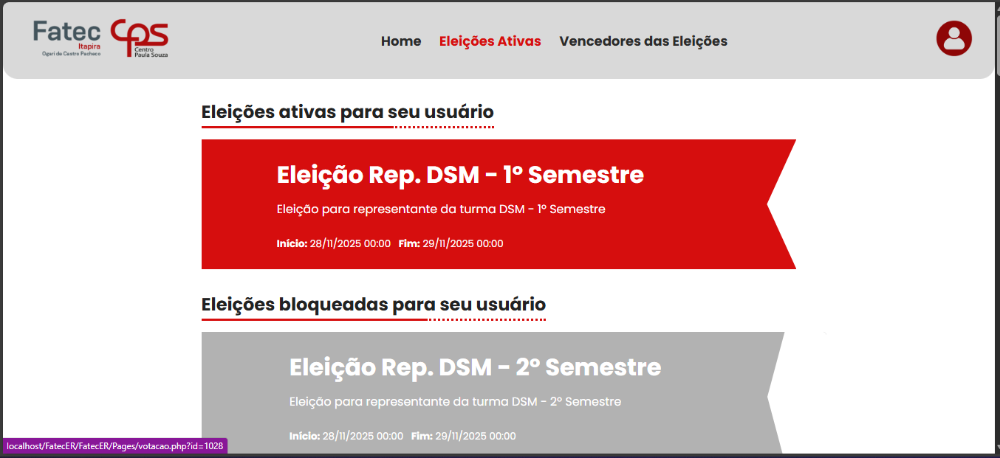 Fatec
Itapira
Ogari de Castro Pacheco
CPS
Centro
Paula Souza
Home Eleições Ativas Vencedores das Eleições
Eleições ativas para seu usuário
Eleição Rep. DSM - 1º Semestre
Eleição para representante da turma DSM - 1º Semestre
Início: 28/11/2025 00:00 Fim: 29/11/2025 00:00
Eleições bloqueadas para seu usuário
Eleição Rep. DSM - 2º Semestre
Eleição para representante da turma DSM - 2º Semestre
Início: 28/11/2025 00:00 Fim: 29/11/2025 00:00
localhost/FatecER/FatecER/Pages/votacao.php?id=1028